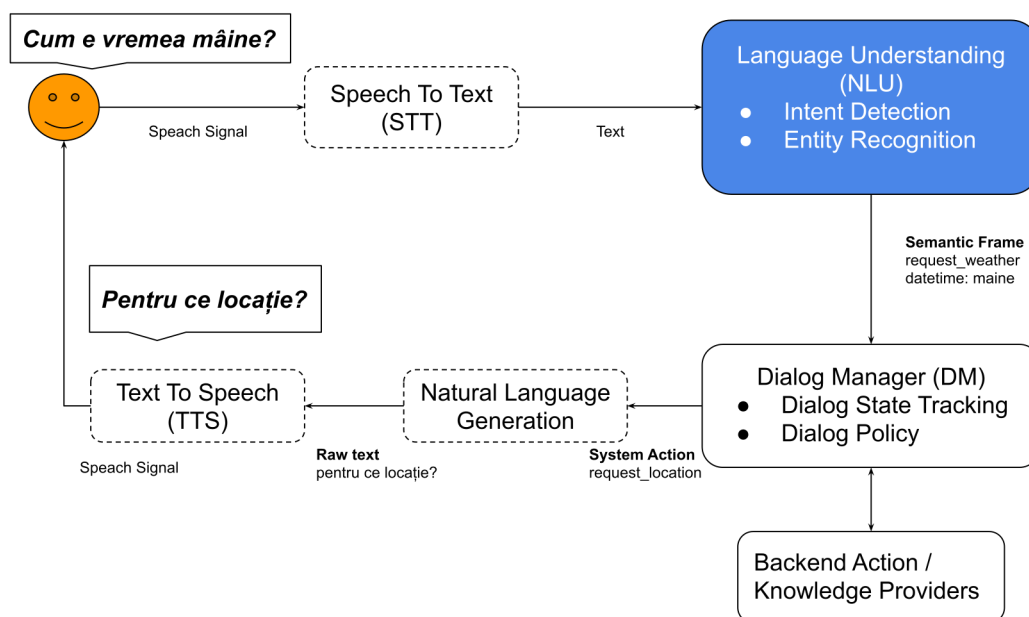 Cum e vremea mâine?
Speach Signal
Speech To Text
(STT)
Text
Language Understanding
(NLU)
● Intent Detection
● Entity Recognition
Semantic Frame
request_weather
datetime: maine
Dialog Manager (DM)
● Dialog State Tracking
● Dialog Policy
Backend Action /
Knowledge Providers
System Action
request_location
Natural Language
Generation
Raw text
pentru ce locație?
Text To Speech
(TTS)
Speach Signal
Pentru ce locație?